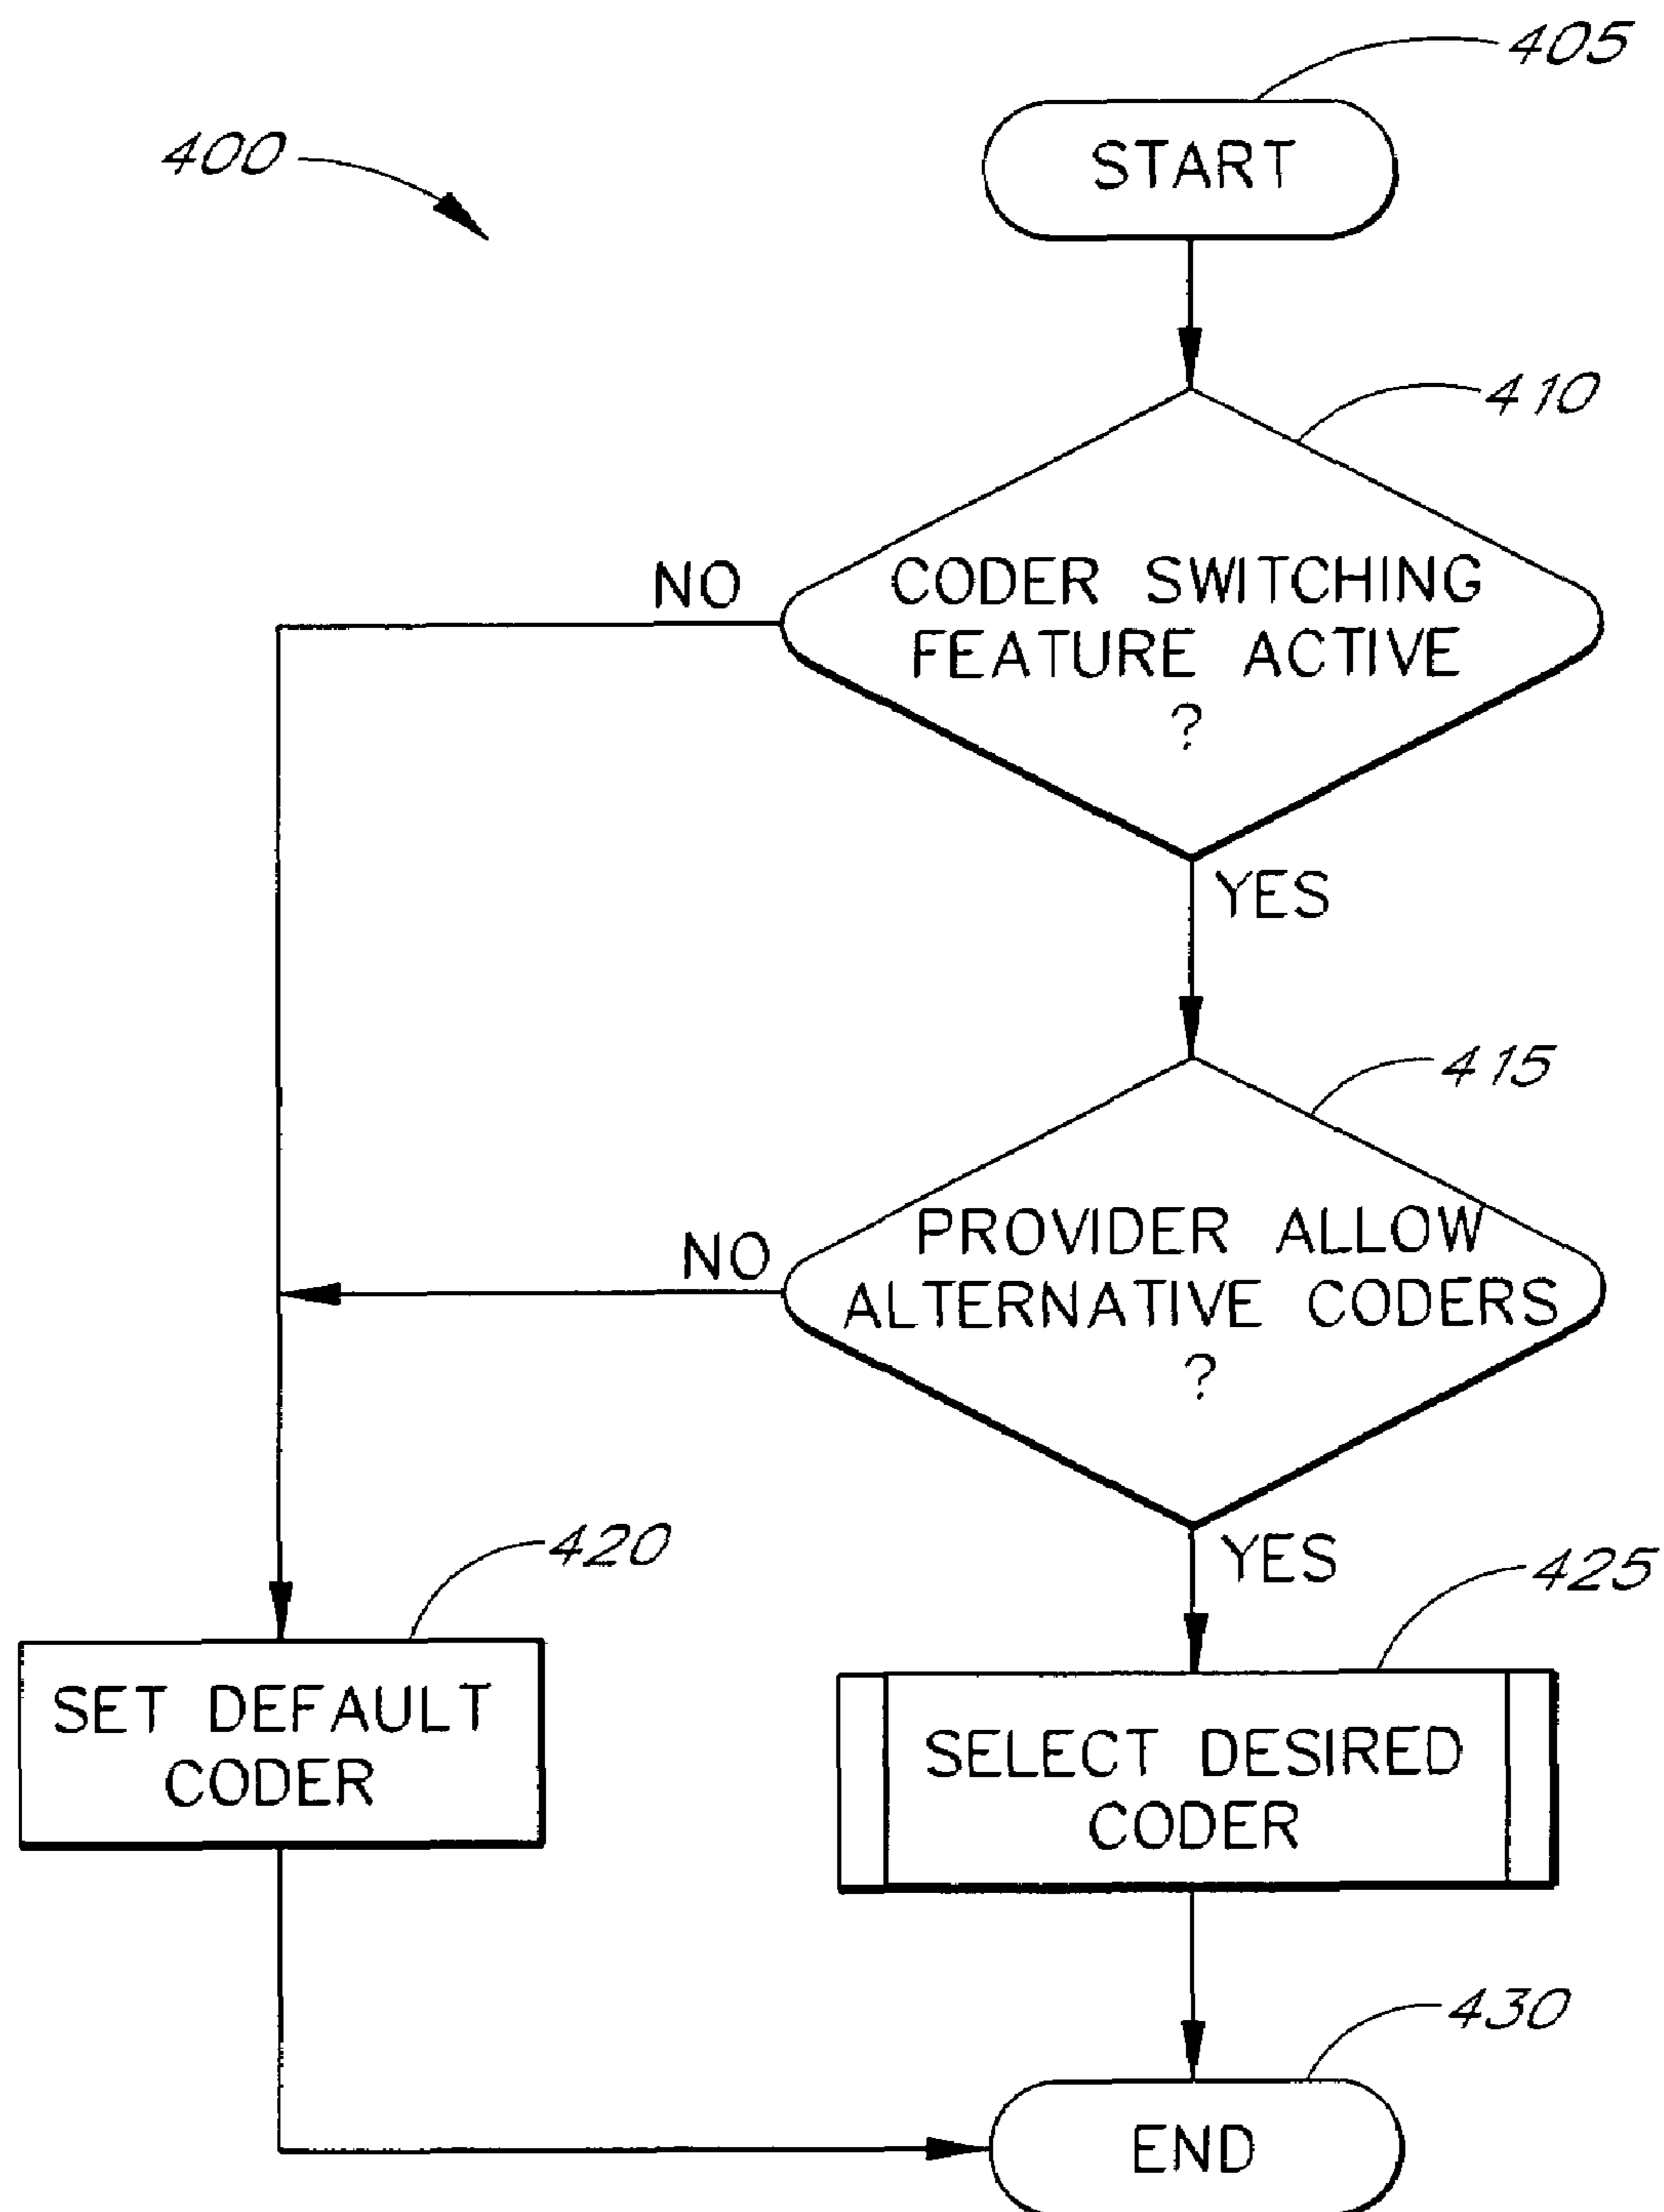 405
400
START
410
NO
CODER SWITCHING
FEATURE ACTIVE
?
YES
415
NO
PROVIDER ALLOW
ALTERNATIVE CODERS
?
YES
420
425
SET DEFAULT
CODER
SELECT DESIRED
CODER
430
END